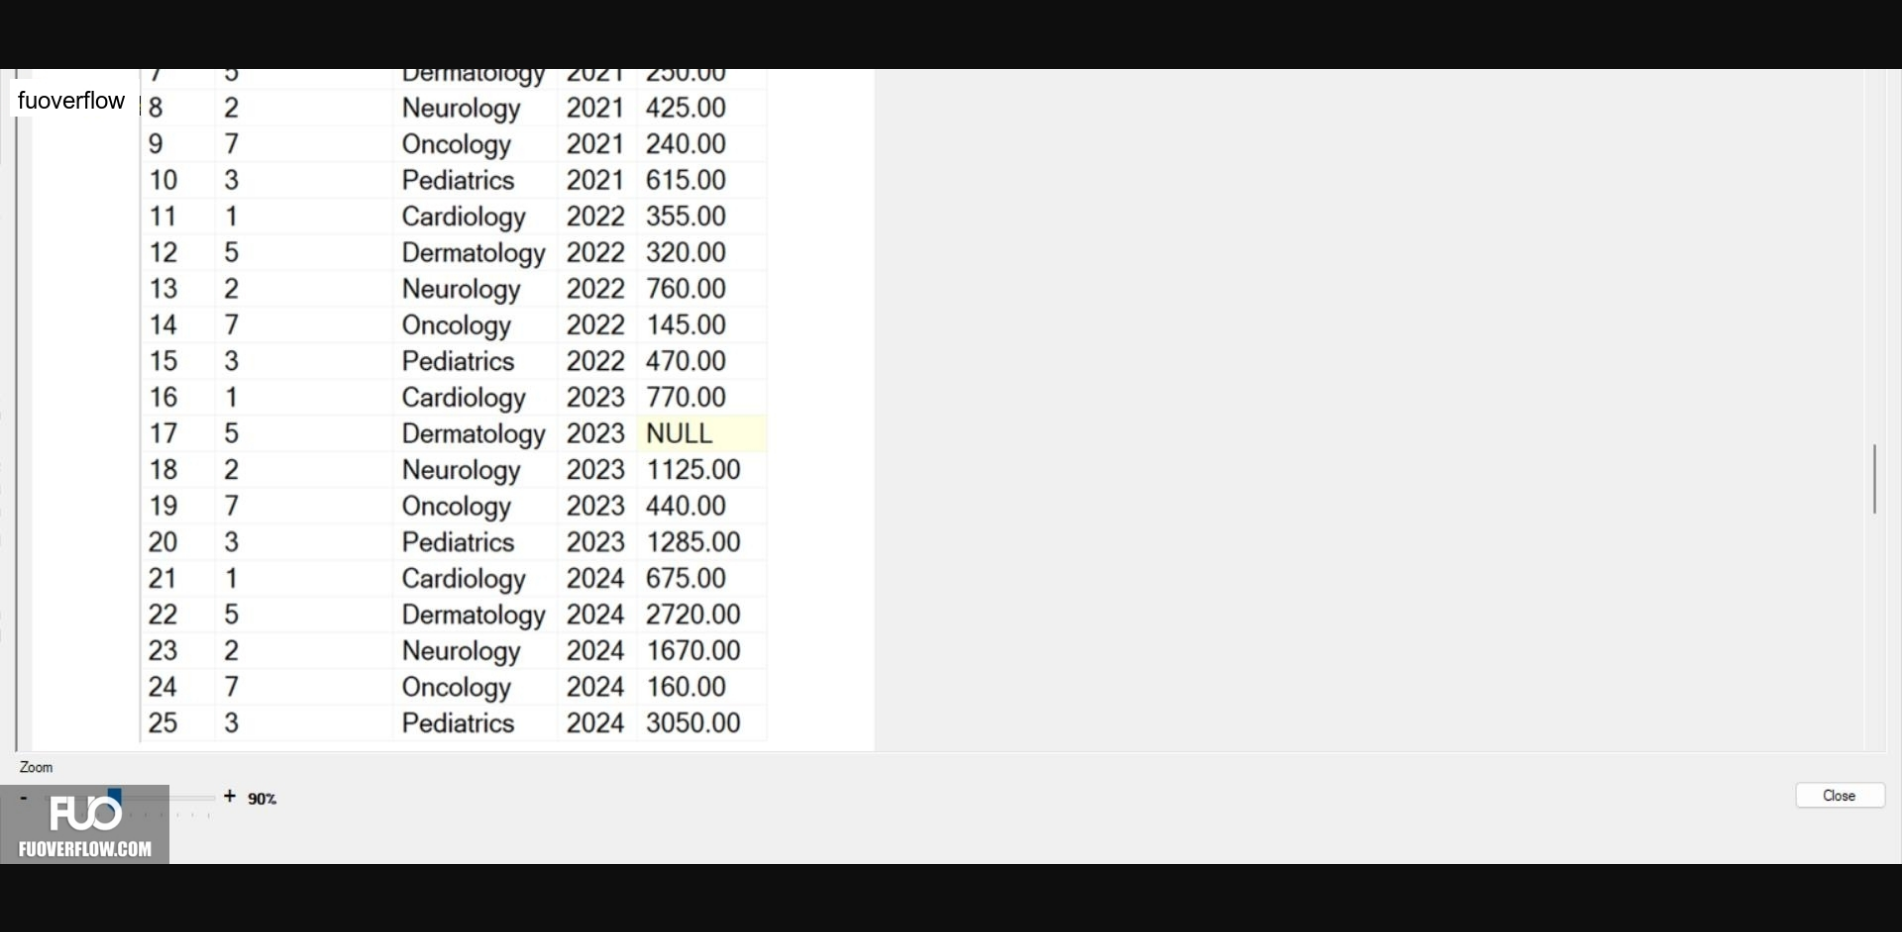 7 5 Dermatology 2021 250.00
fuoverflow
8 2 Neurology 2021 425.00
9 7 Oncology 2021 240.00
10 3 Pediatrics 2021 615.00
11 1 Cardiology 2022 355.00
12 5 Dermatology 2022 320.00
13 2 Neurology 2022 760.00
14 7 Oncology 2022 145.00
15 3 Pediatrics 2022 470.00
16 1 Cardiology 2023 770.00
17 5 Dermatology 2023 NULL
18 2 Neurology 2023 1125.00
19 7 Oncology 2023 440.00
20 3 Pediatrics 2023 1285.00
21 1 Cardiology 2024 675.00
22 5 Dermatology 2024 2720.00
23 2 Neurology 2024 1670.00
24 7 Oncology 2024 160.00
25 3 Pediatrics 2024 3050.00
Zoom
- + 90%
Close
FUO
FUOVERFLOW.COM